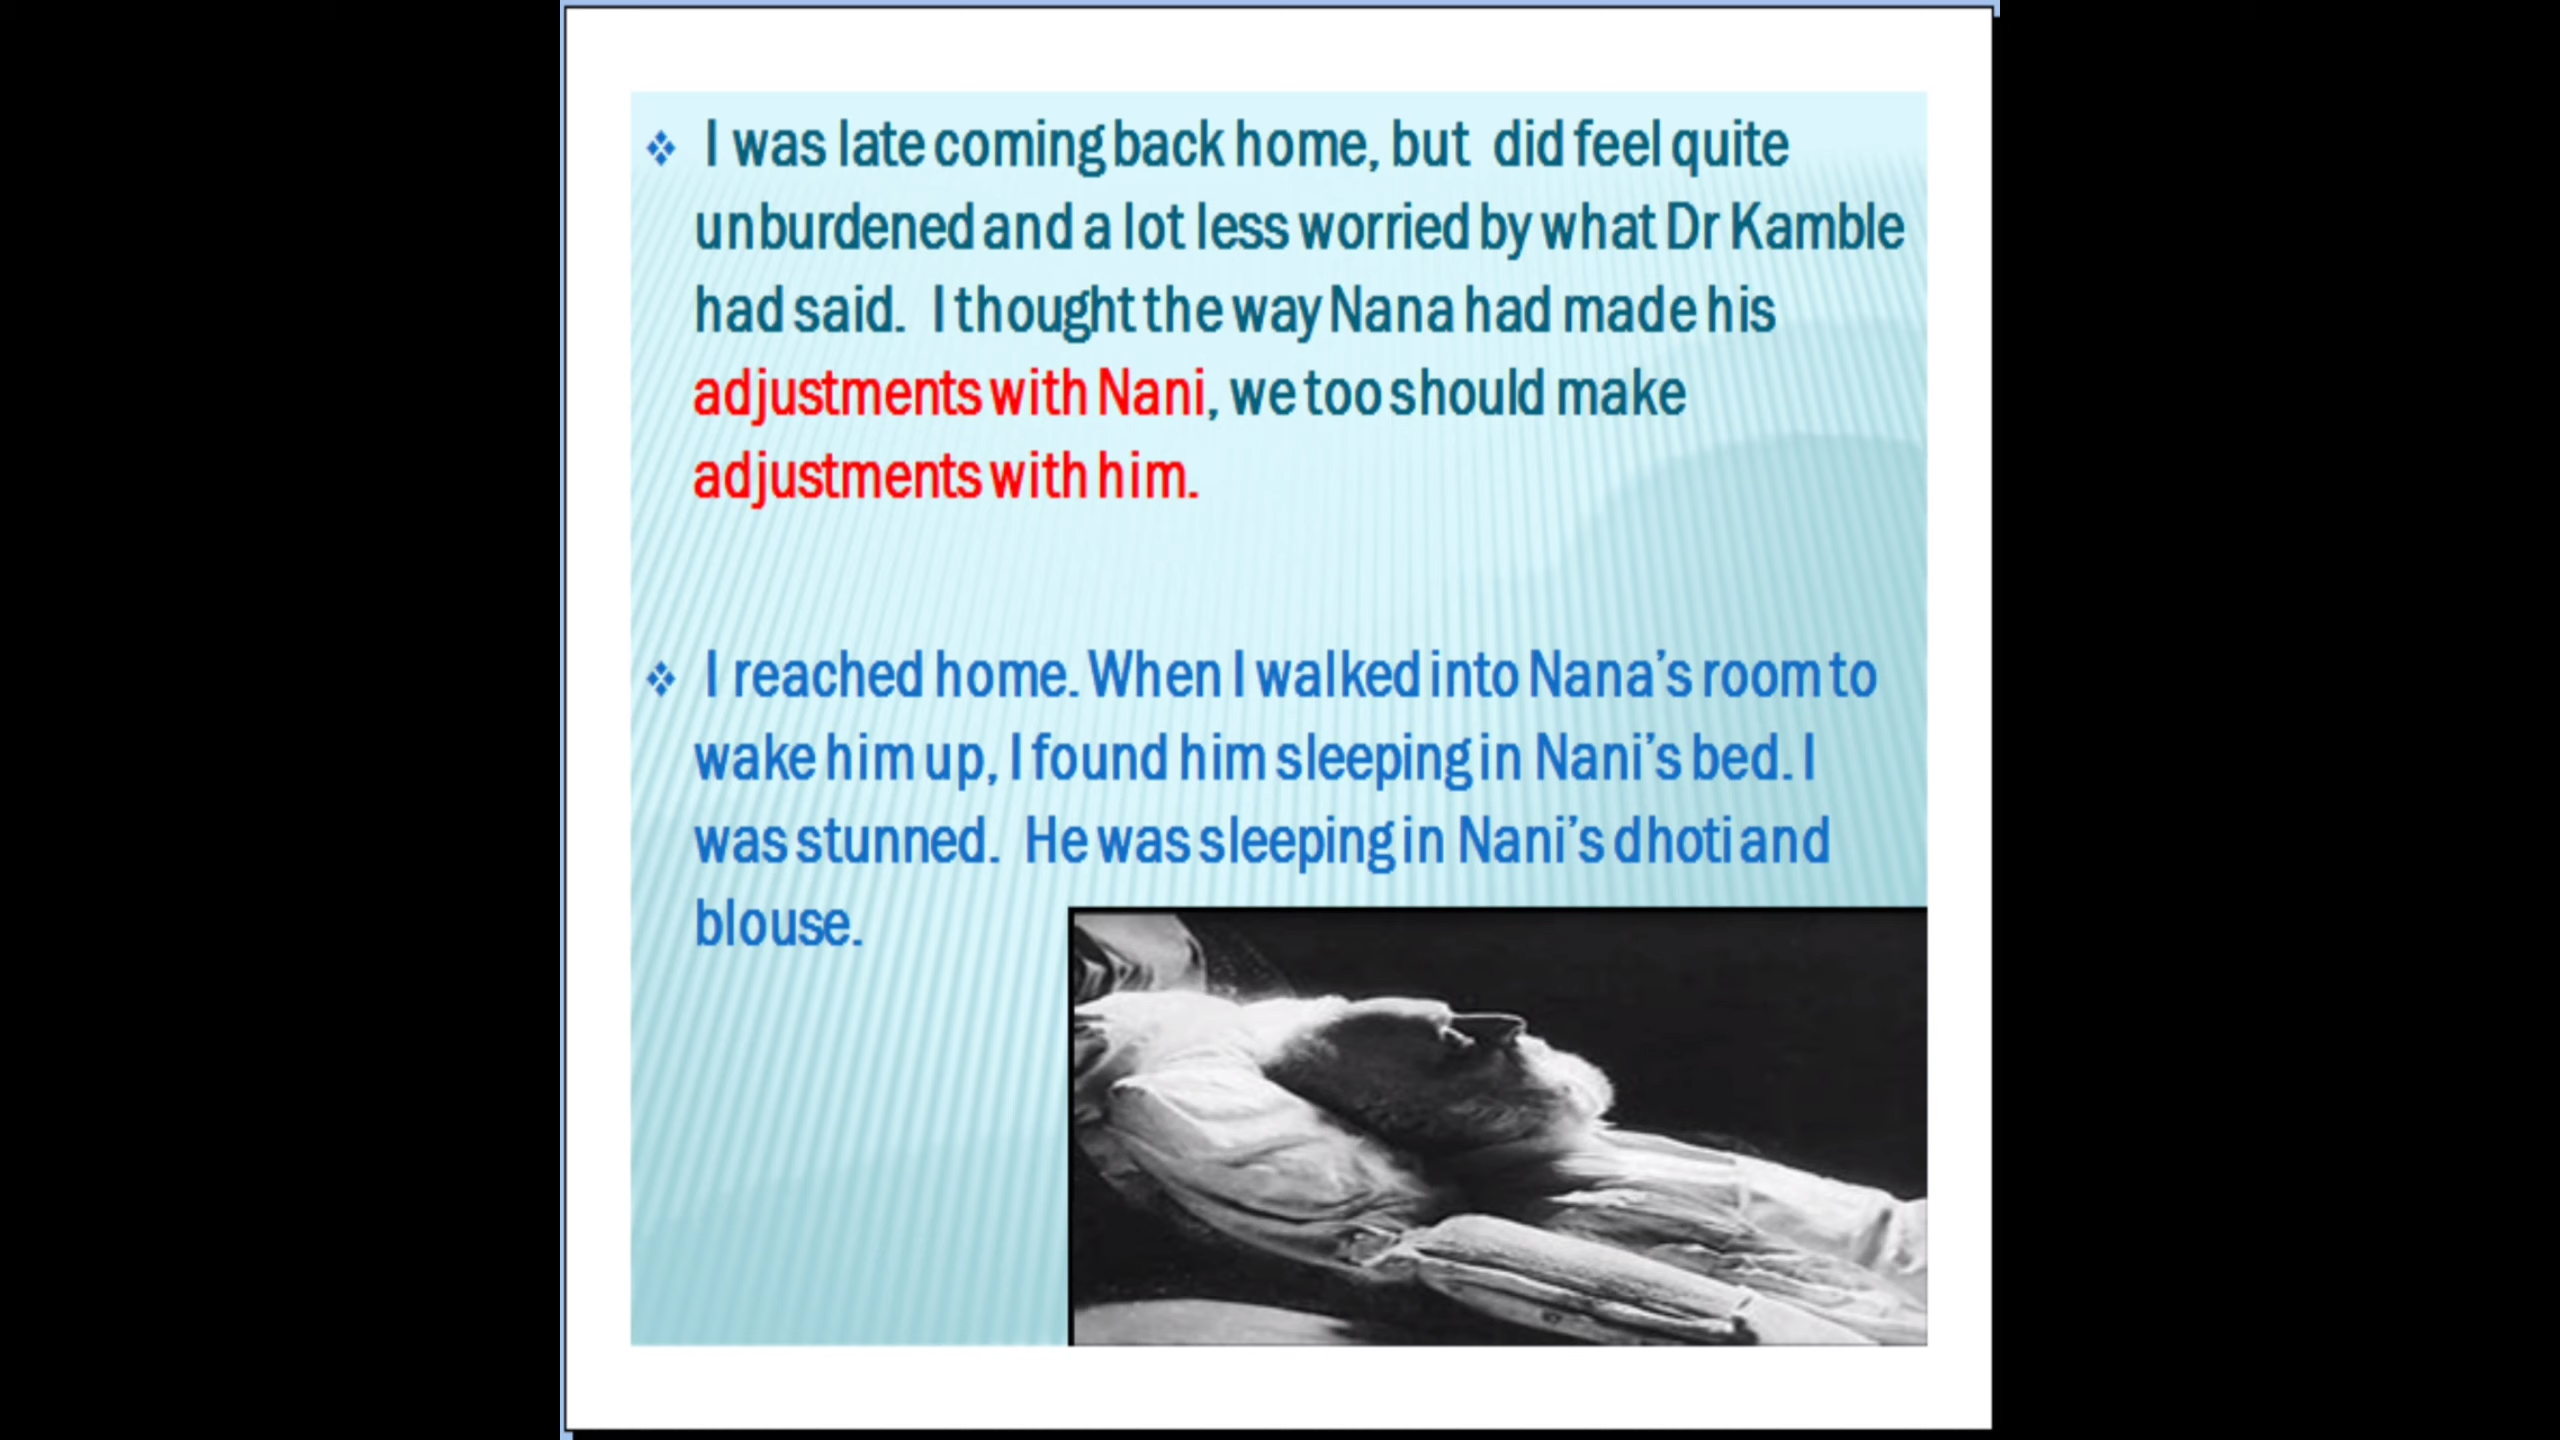 ❖ I was late coming back home, but did feel quite
unburdened and a lot less worried by what Dr Kamble
had said. I thought the way Nana had made his
adjustments with Nani, we too should make
adjustments with him.
❖ I reached home. When I walked into Nana’s room to
wake him up, I found him sleeping in Nani’s bed. I
was stunned. He was sleeping in Nani’s dhoti and
blouse.